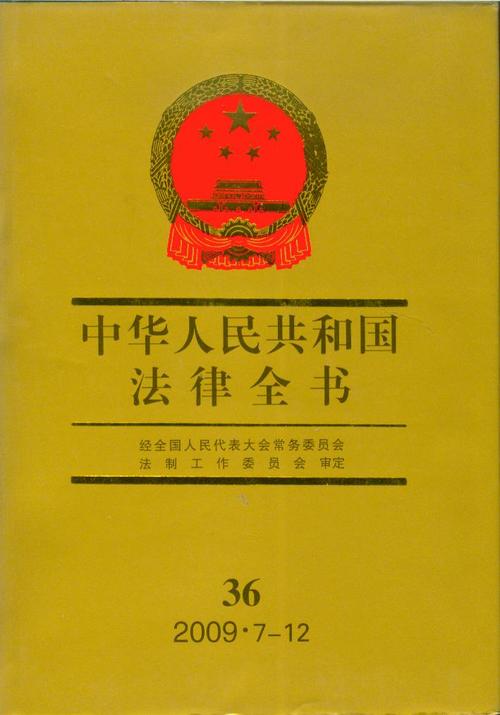 中华人民共和国
法律全书
经全国人民代表大会常务委员会
法制工作委员会审定
36
2009·7-12